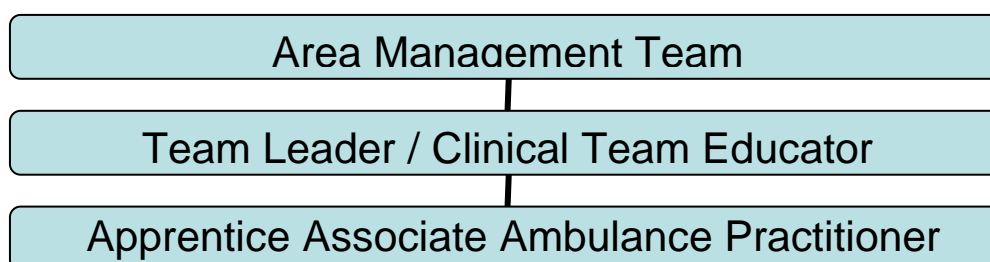 Area Management Team
Team Leader / Clinical Team Educator
Apprentice Associate Ambulance Practitioner